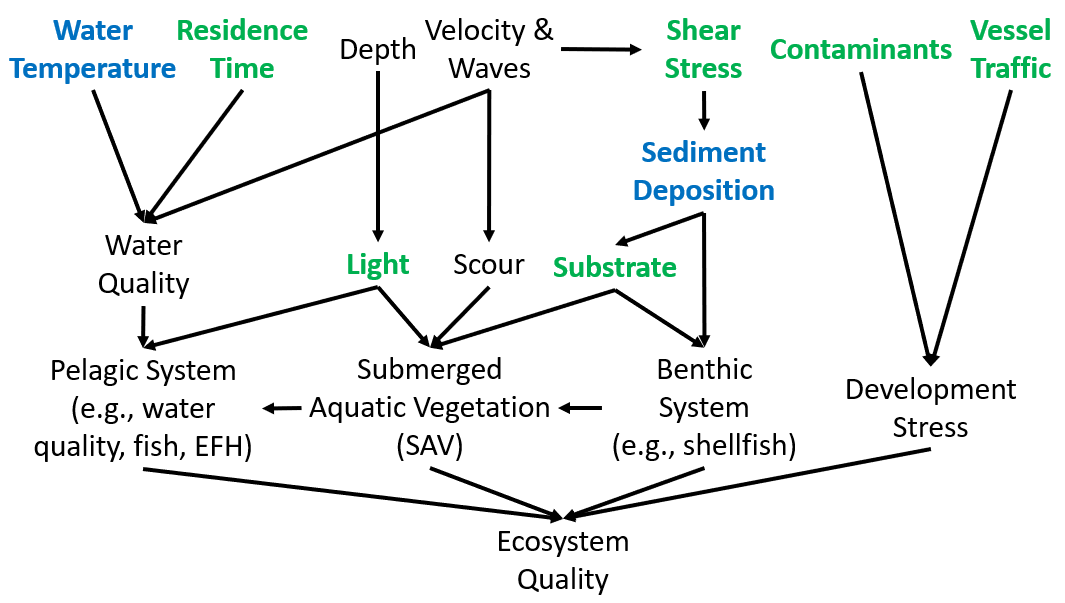 Water
Temperature
Residence
Time
Depth
Velocity &
Waves
Shear
Stress
Contaminants
Vessel
Traffic
Sediment
Deposition
Water
Quality
Light
Scour
Substrate
Pelagic System
(e.g., water
quality, fish, EFH)
Submerged
Aquatic Vegetation
(SAV)
Benthic
System
(e.g., shellfish)
Development
Stress
Ecosystem
Quality